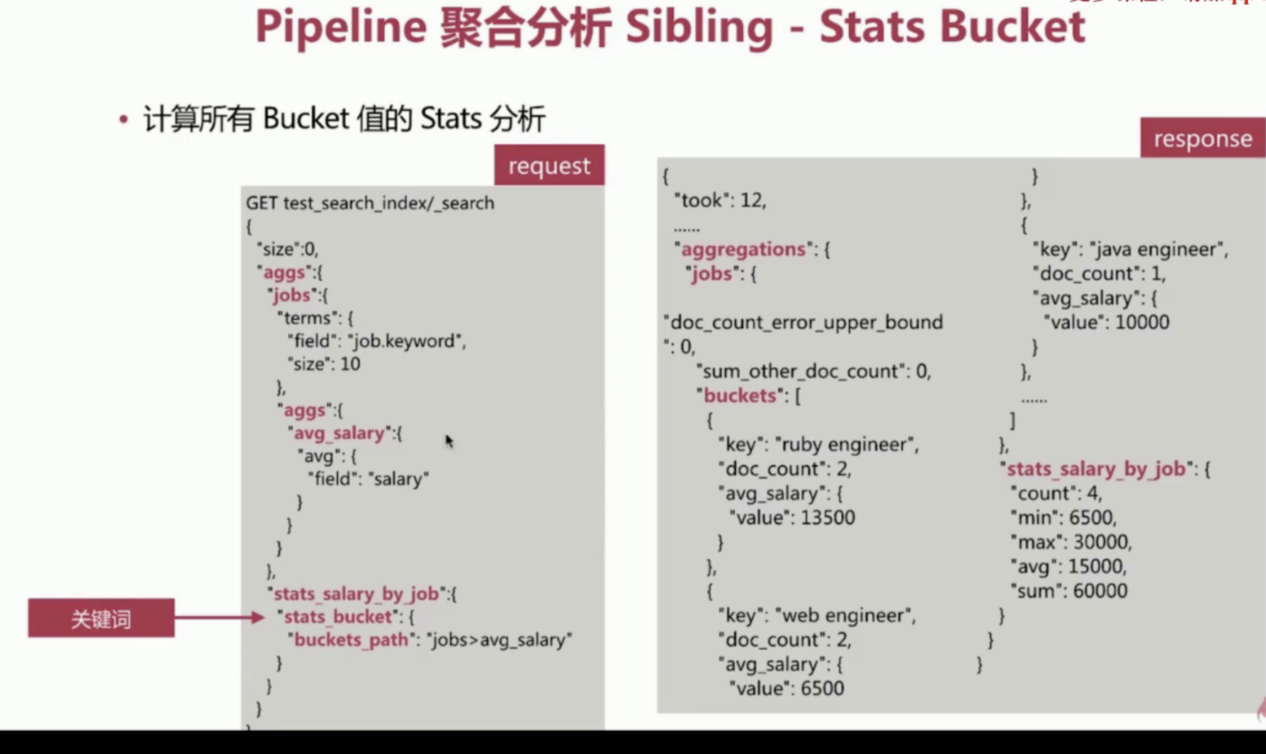 Pipeline 聚合分析 Sibling - Stats Bucket
• 计算所有 Bucket 值的 Stats 分析
request
GET test_search_index/_search
{
"size":0,
"aggs":{
"jobs":{
"terms": {
"field": "job.keyword",
"size": 10
},
"aggs":{
"avg_salary":{
"avg": {
"field": "salary"
}
}
}
},
"stats_salary_by_job":{
"stats_bucket": {
"buckets_path": "jobs>avg_salary"
}
}
}
关键词
response
{
"took": 12,
......
"aggregations": {
"jobs": {
"doc_count_error_upper_bound
": 0,
"sum_other_doc_count": 0,
"buckets": [
{
"key": "ruby engineer",
"doc_count": 2,
"avg_salary": {
"value": 13500
}
},
{
"key": "web engineer",
"doc_count": 2,
"avg_salary": {
"value": 6500
}
},
{
"key": "java engineer",
"doc_count": 1,
"avg_salary": {
"value": 10000
}
},
......
]
},
"stats_salary_by_job": {
"count": 4,
"min": 6500,
"max": 30000,
"avg": 15000,
"sum": 60000
}
}
}